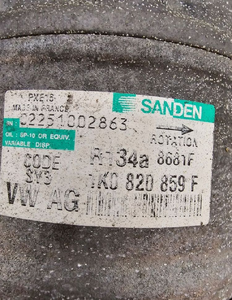 PXE16
MADE IN FRANCE
SANDEN
S/N 02251002863
OIL: SP-10 OR EQUIV.
VARIABLE DISP.
ROTATION
CODE R134a 8681F
SY3 1K0 820 859 F
VW AG